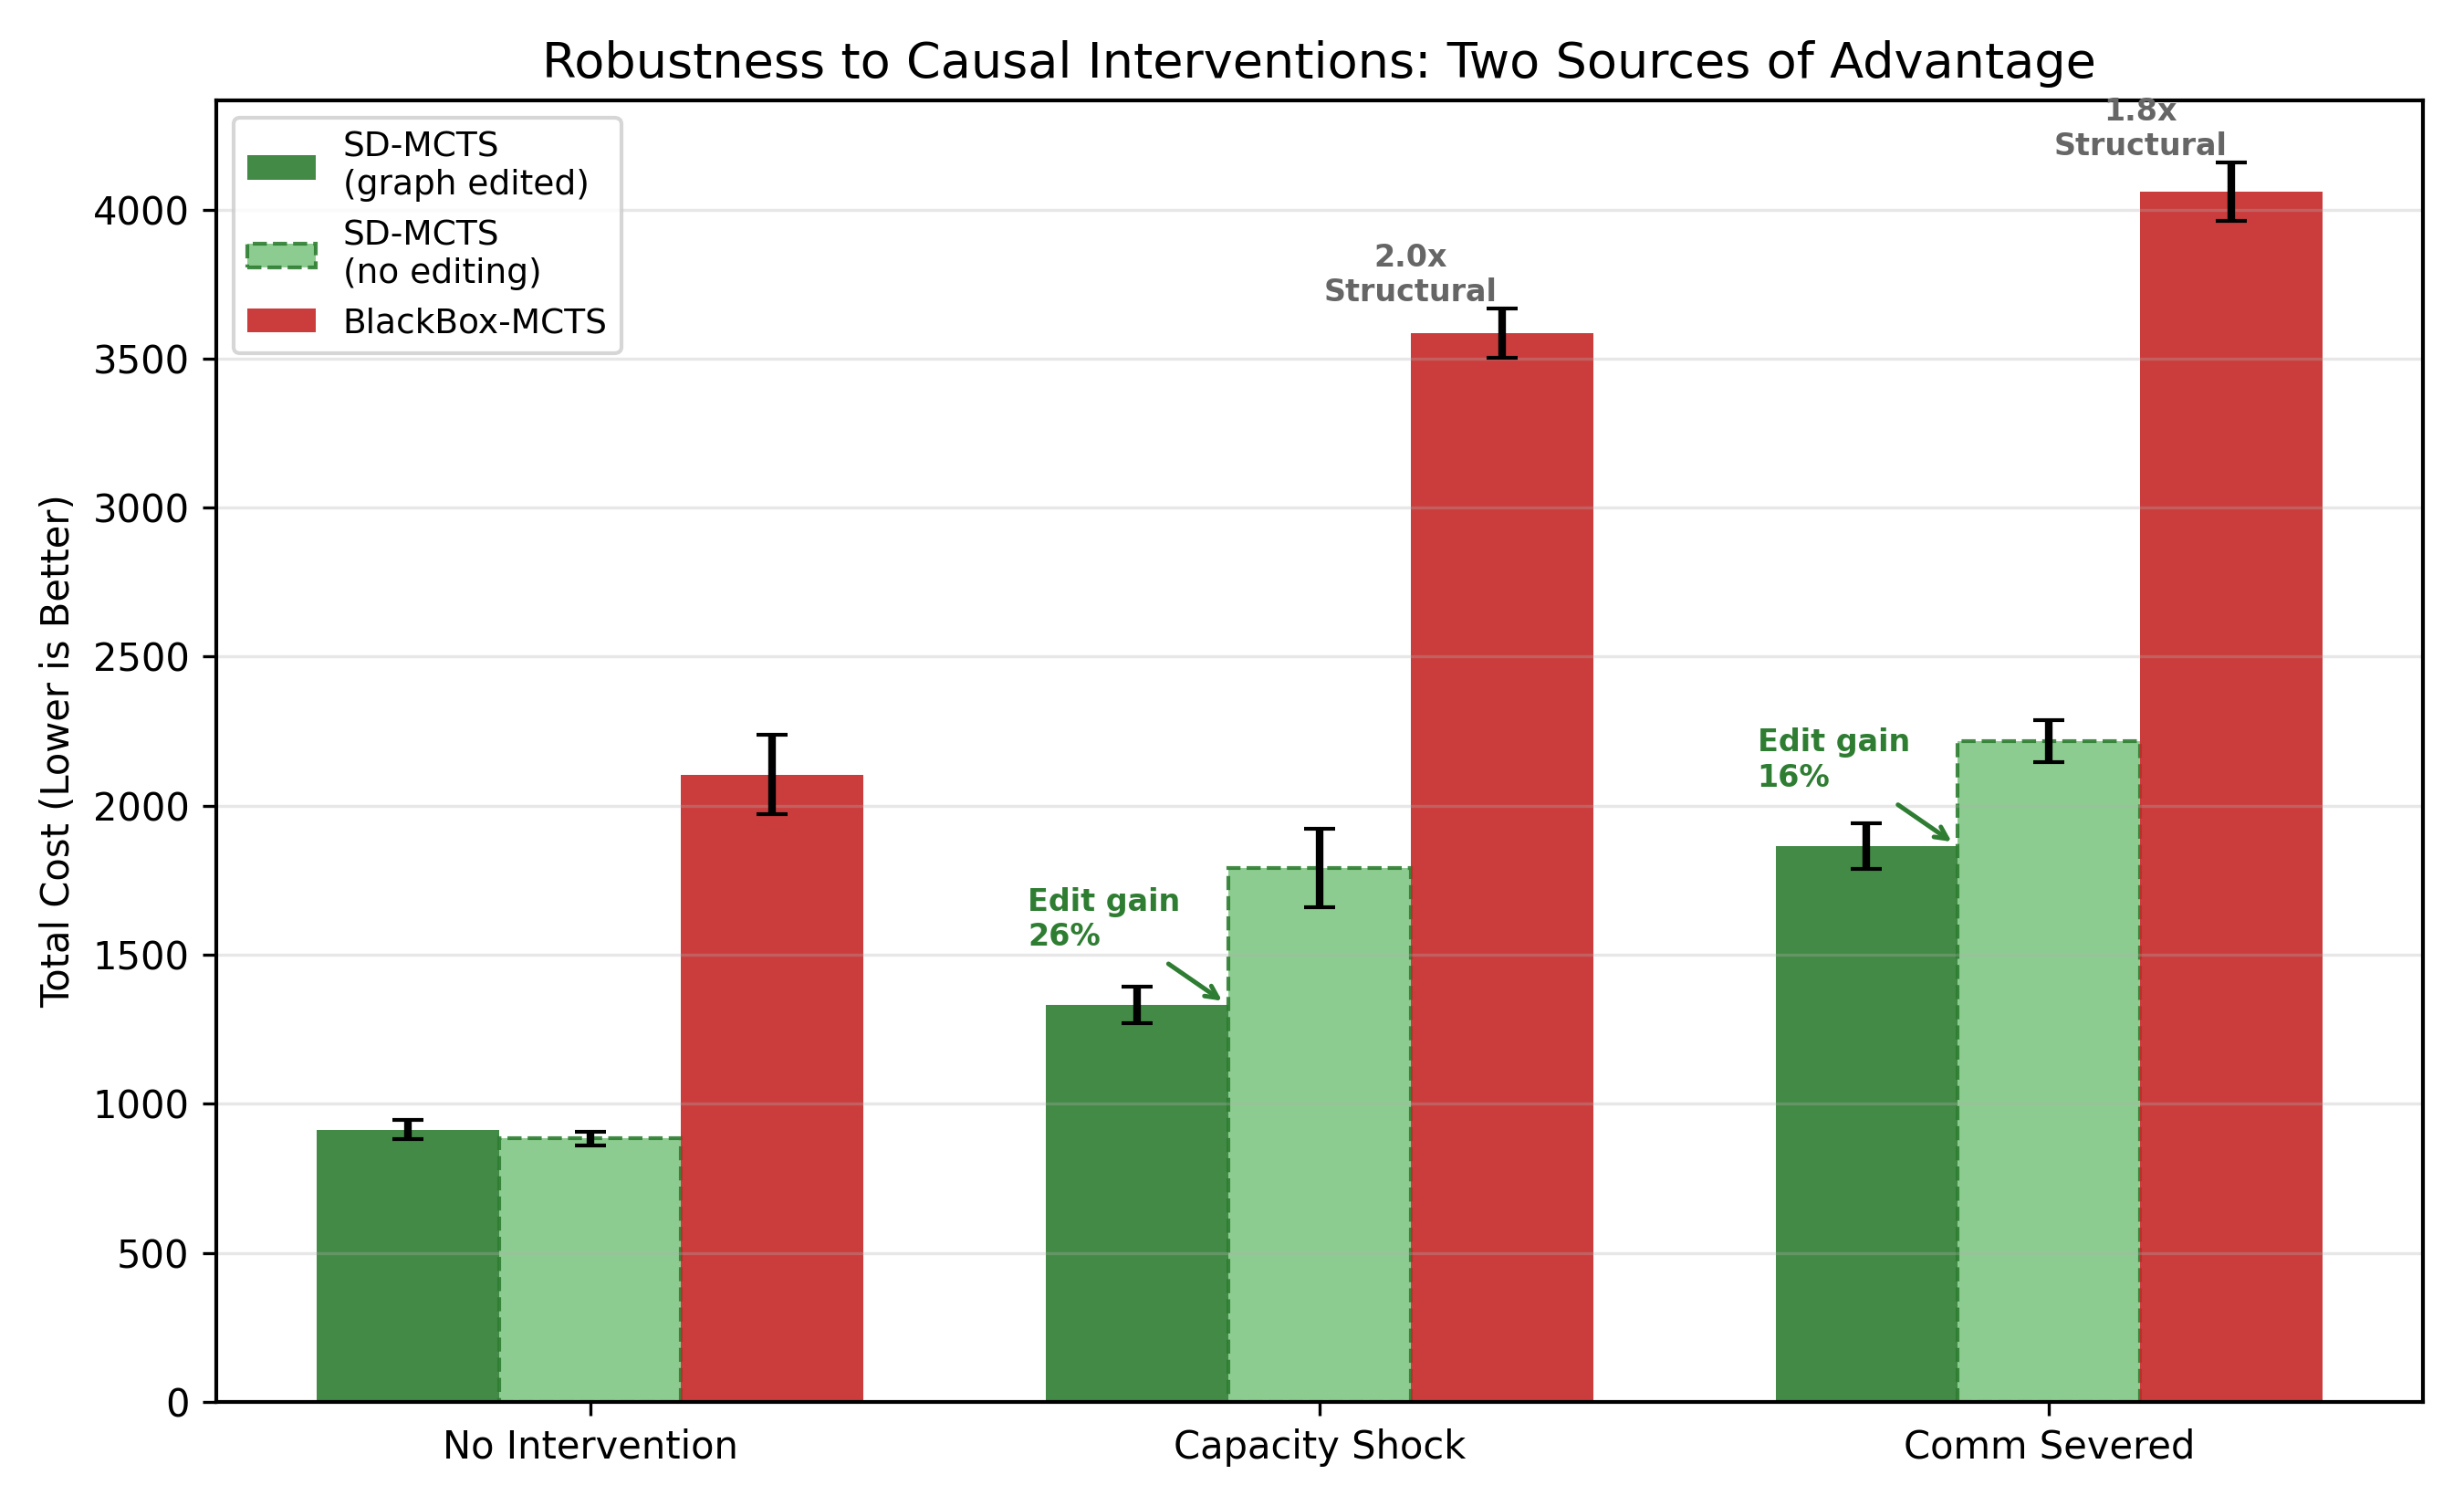 Robustness to Causal Interventions: Two Sources of Advantage
SD-MCTS
(graph edited)
SD-MCTS
(no editing)
BlackBox-MCTS
1.8x
Structural
2.0x
Structural
Edit gain
16%
Edit gain
26%
Total Cost (Lower is Better)
4000
3500
3000
2500
2000
1500
1000
500
0
No Intervention
Capacity Shock
Comm Severed